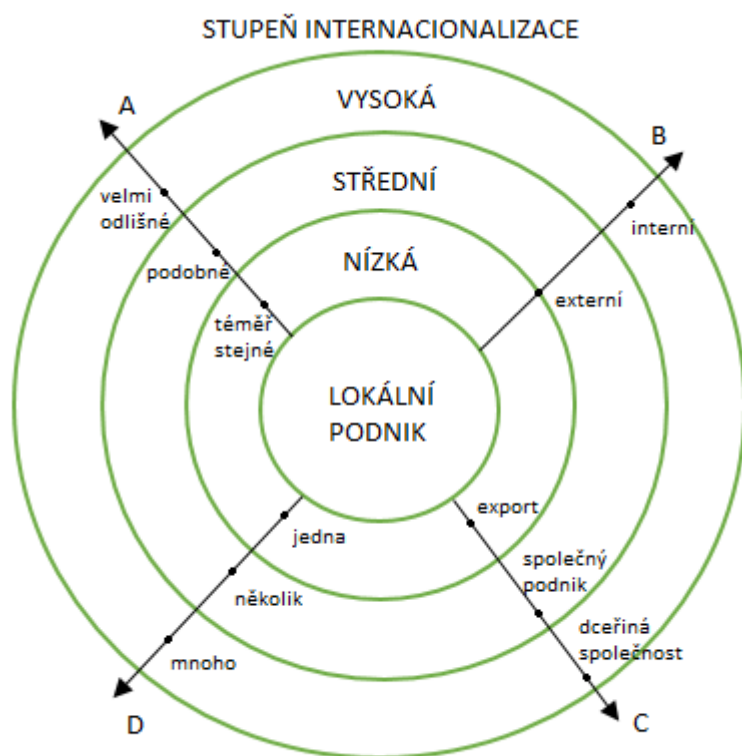 STUPEŇ INTERNACIONALIZACE
VYSOKÁ
A
B
STŘEDNÍ
velmi
odlišné
interní
podobné
NÍZKÁ
externí
téměř
stejné
LOKÁLNÍ
PODNIK
export
jedna
společný
podnik
několik
dceřiná
společnost
mnoho
D
C